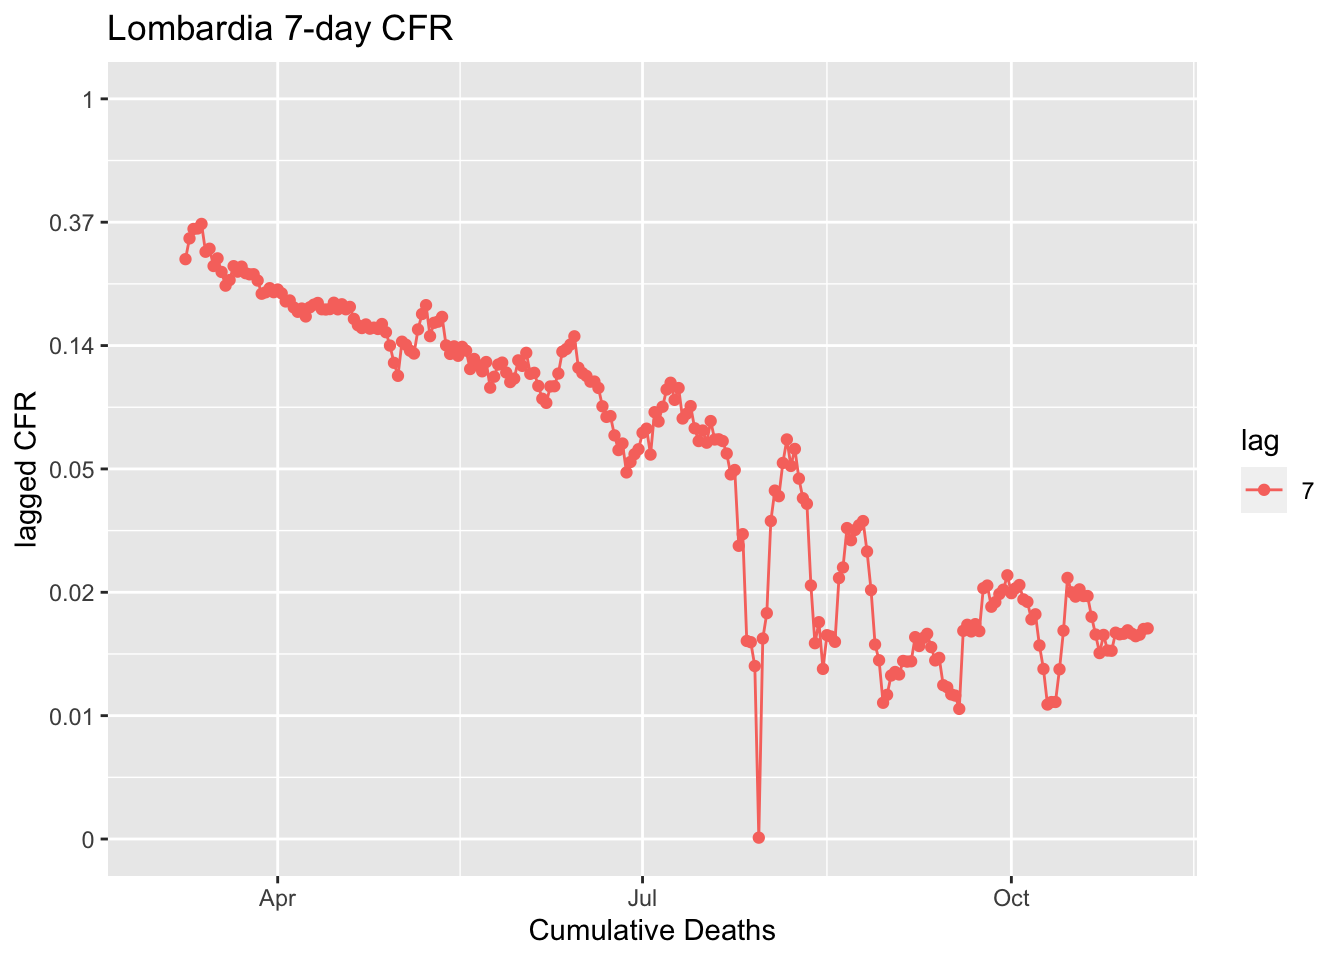 Lombardia 7-day CFR
1
0.37
0.14
0.05
0.02
0.01
0
lagged CFR
Apr
Jul
Oct
Cumulative Deaths
lag
7